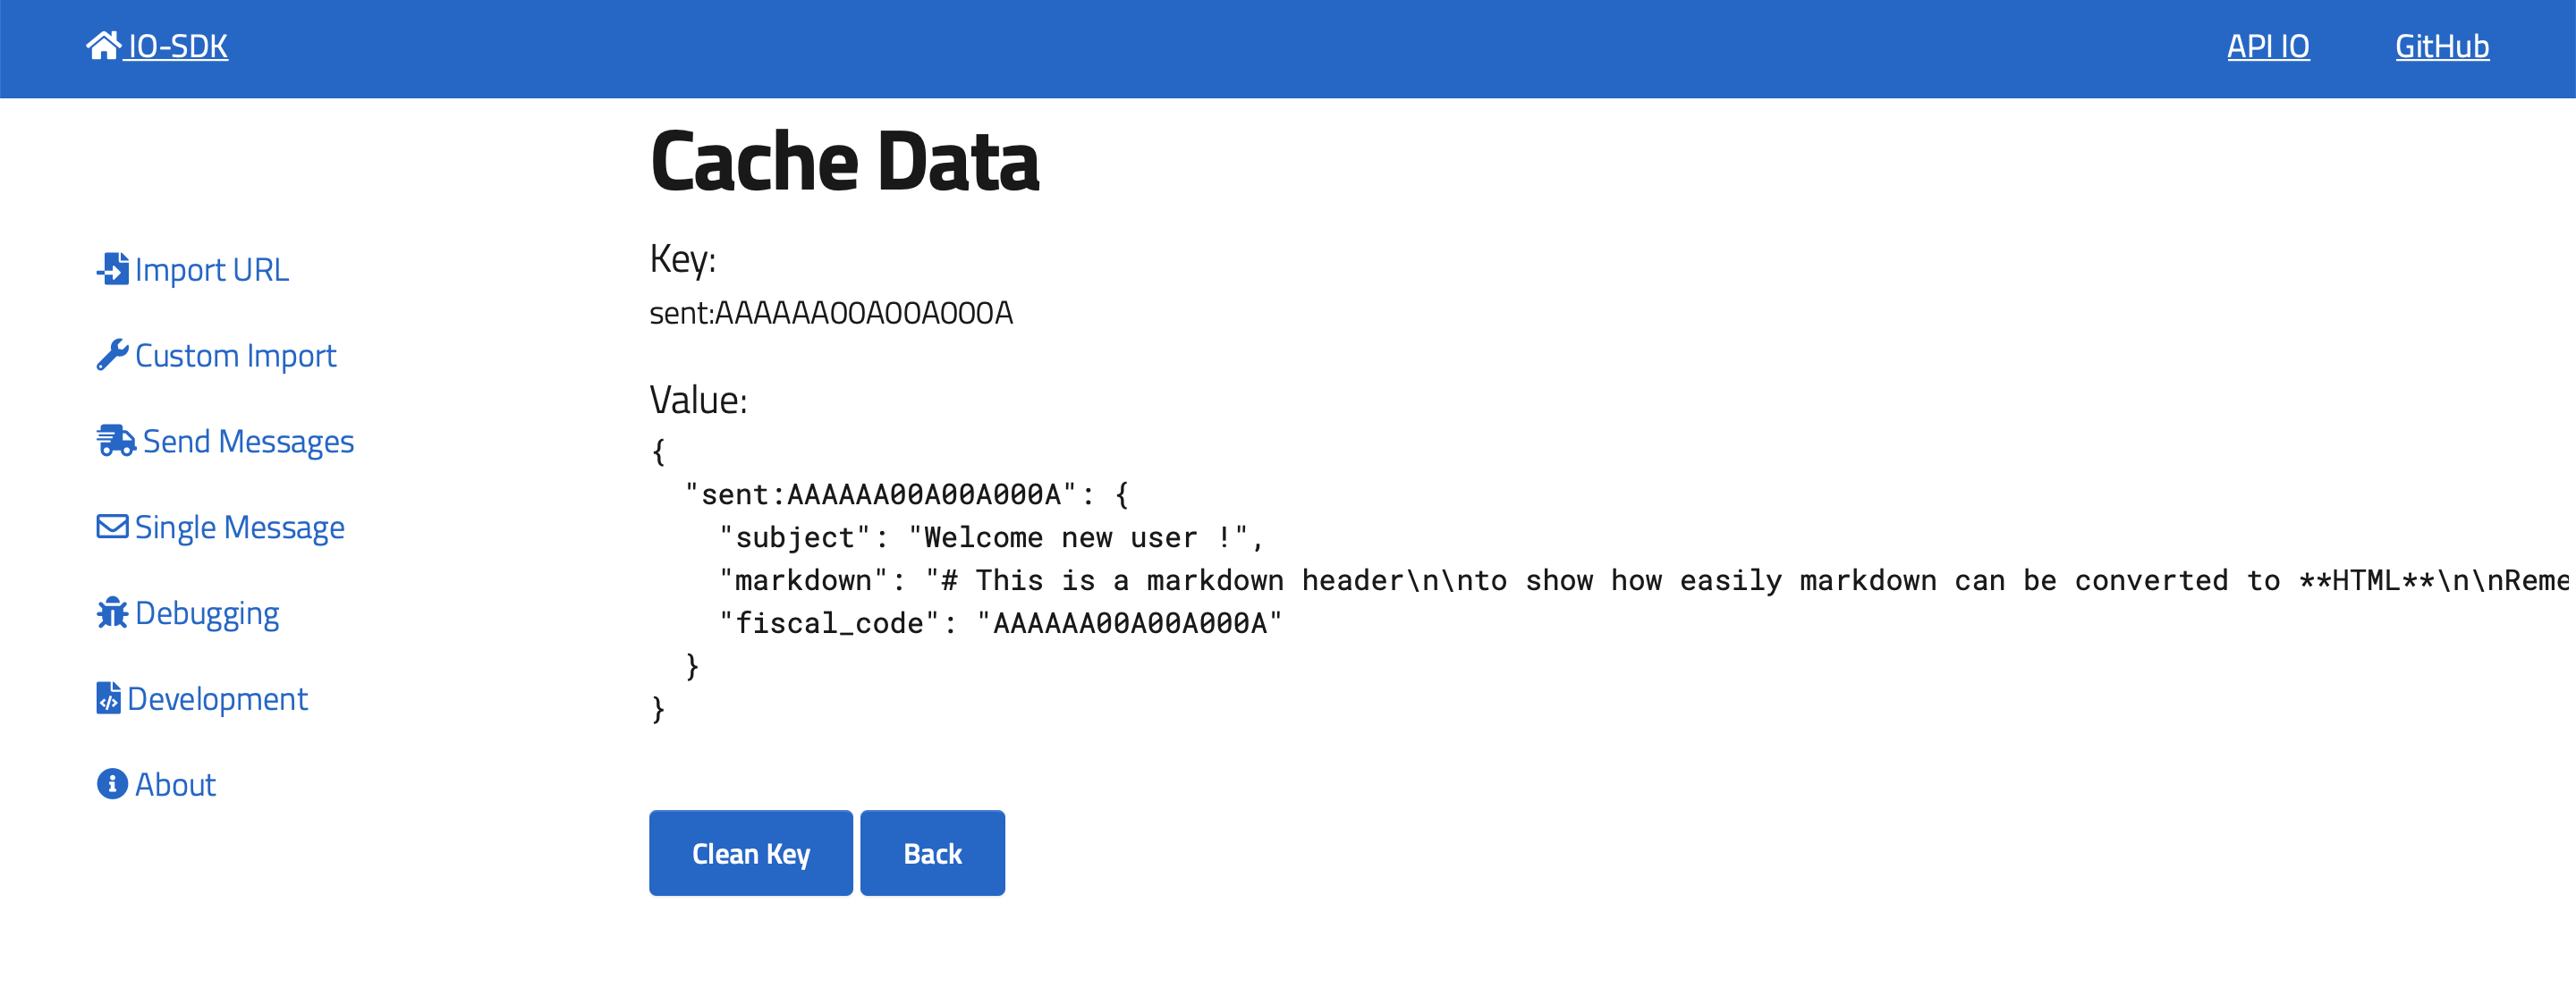 IO-SDK
API IO
GitHub
Cache Data
Import URL
Custom Import
Send Messages
Single Message
Debugging
Development
About
Key:
sent:AAAAAA00A00A000A
Value:
{
  "sent:AAAAAA00A00A000A": {
    "subject": "Welcome new user !",
    "markdown": "# This is a markdown header\n\nto show how easily markdown can be converted to **HTML**\n\nReme
    "fiscal_code": "AAAAAA00A00A000A"
  }
}
Clean Key
Back